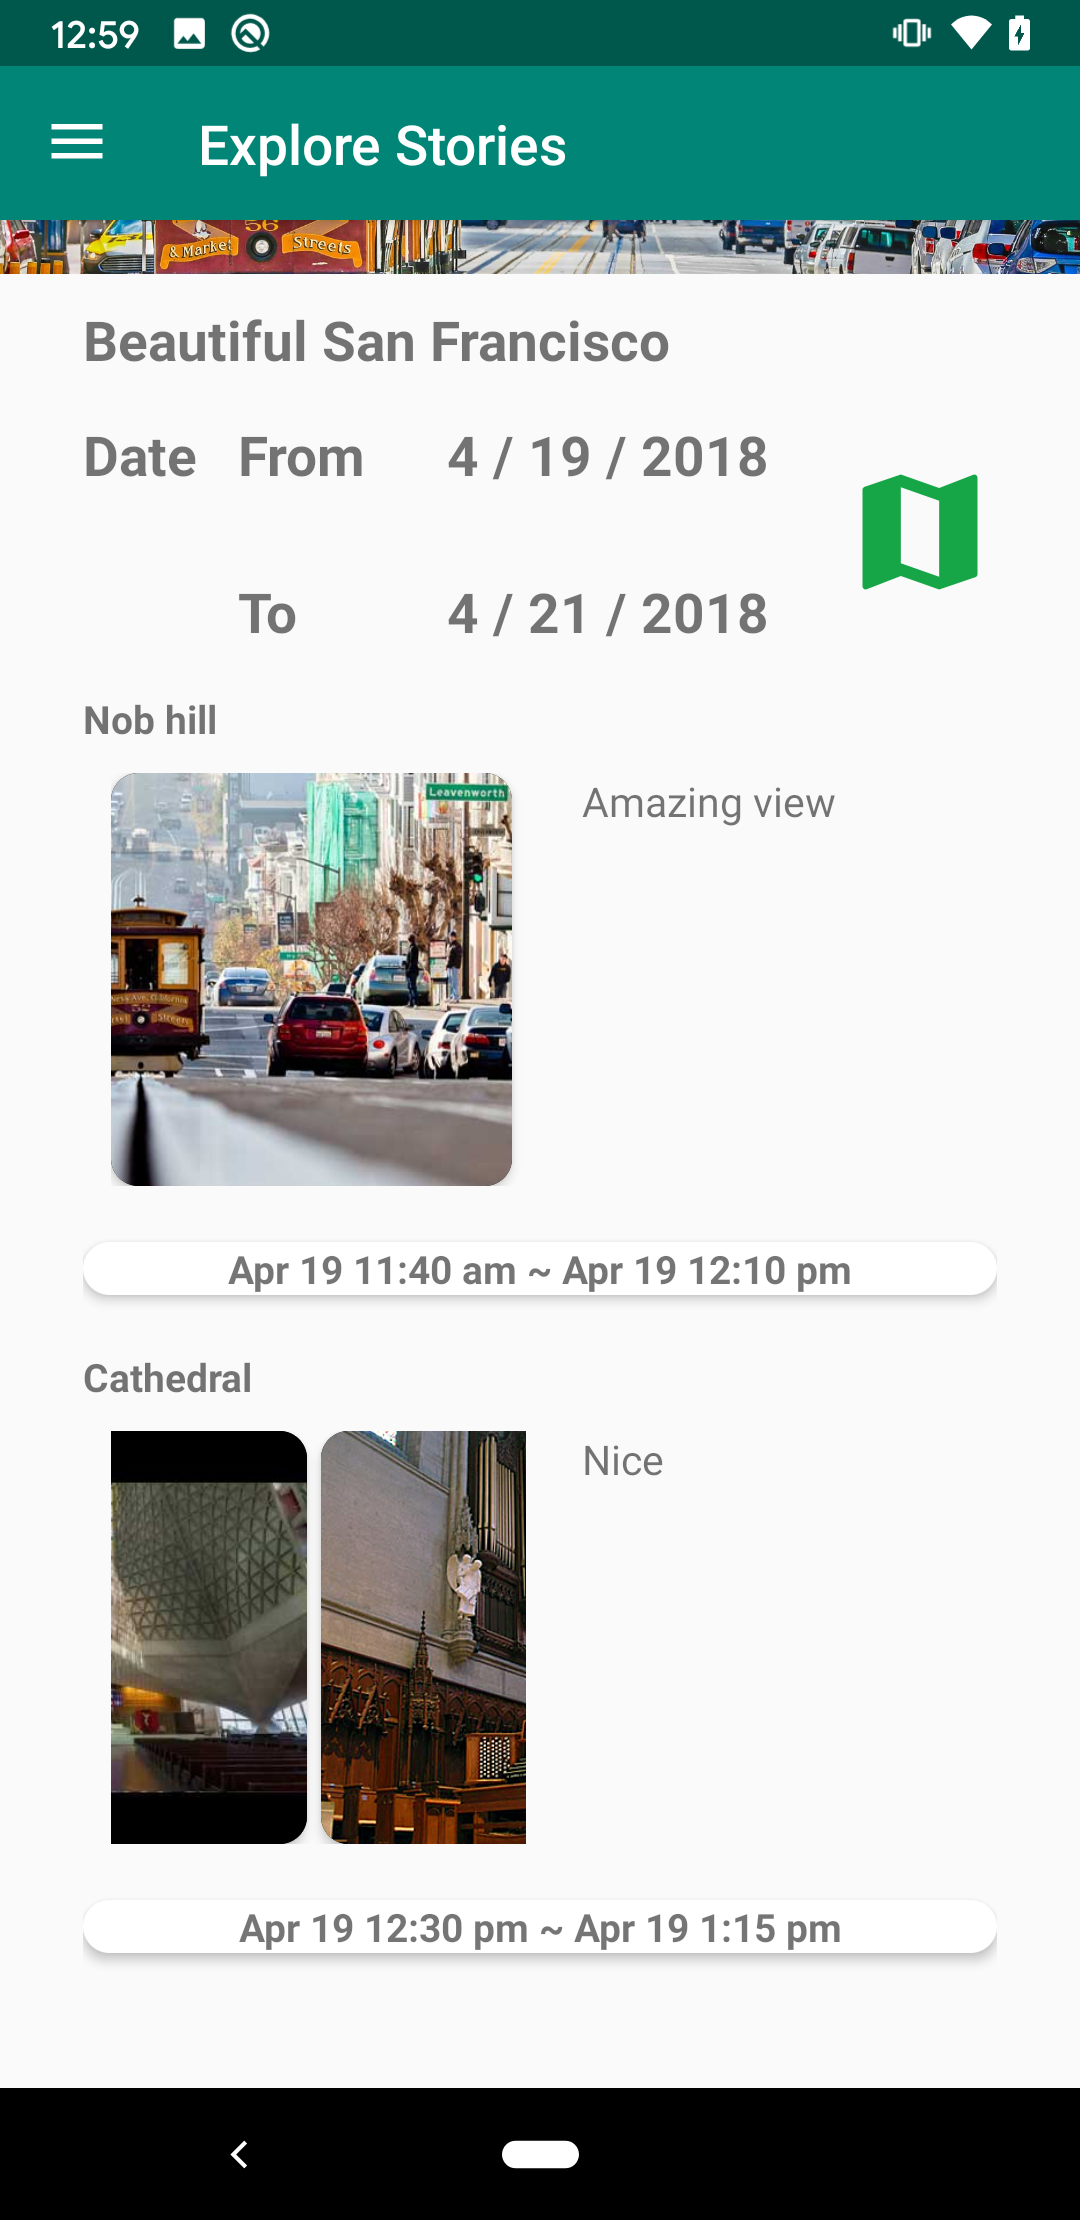 12:59
Explore Stories
56
& Market Streets
Beautiful San Francisco
Date From 4 / 19 / 2018
To 4 / 21 / 2018
Nob hill
Leavenworth
Amazing view
Apr 19 11:40 am ~ Apr 19 12:10 pm
Cathedral
Nice
Apr 19 12:30 pm ~ Apr 19 1:15 pm